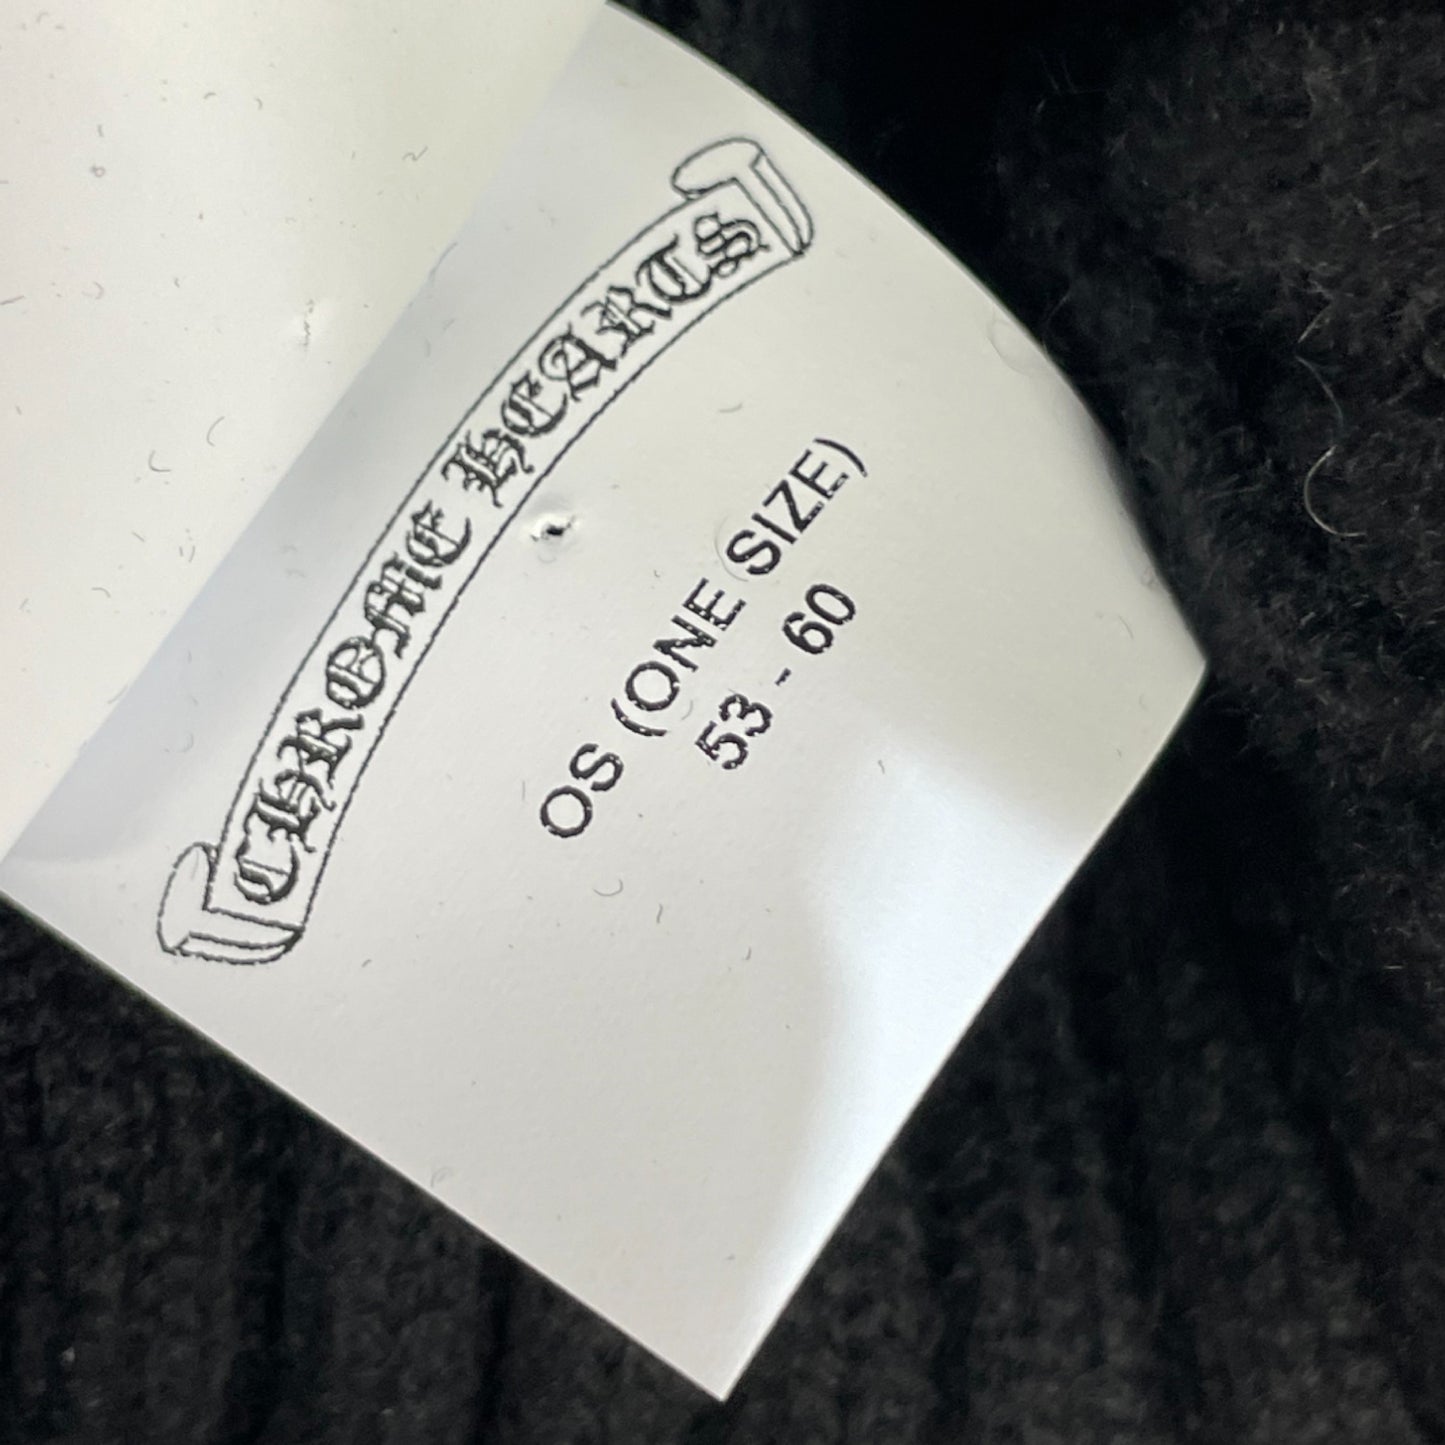 CHROME HEARTS
OS (ONE SIZE)
53 - 60